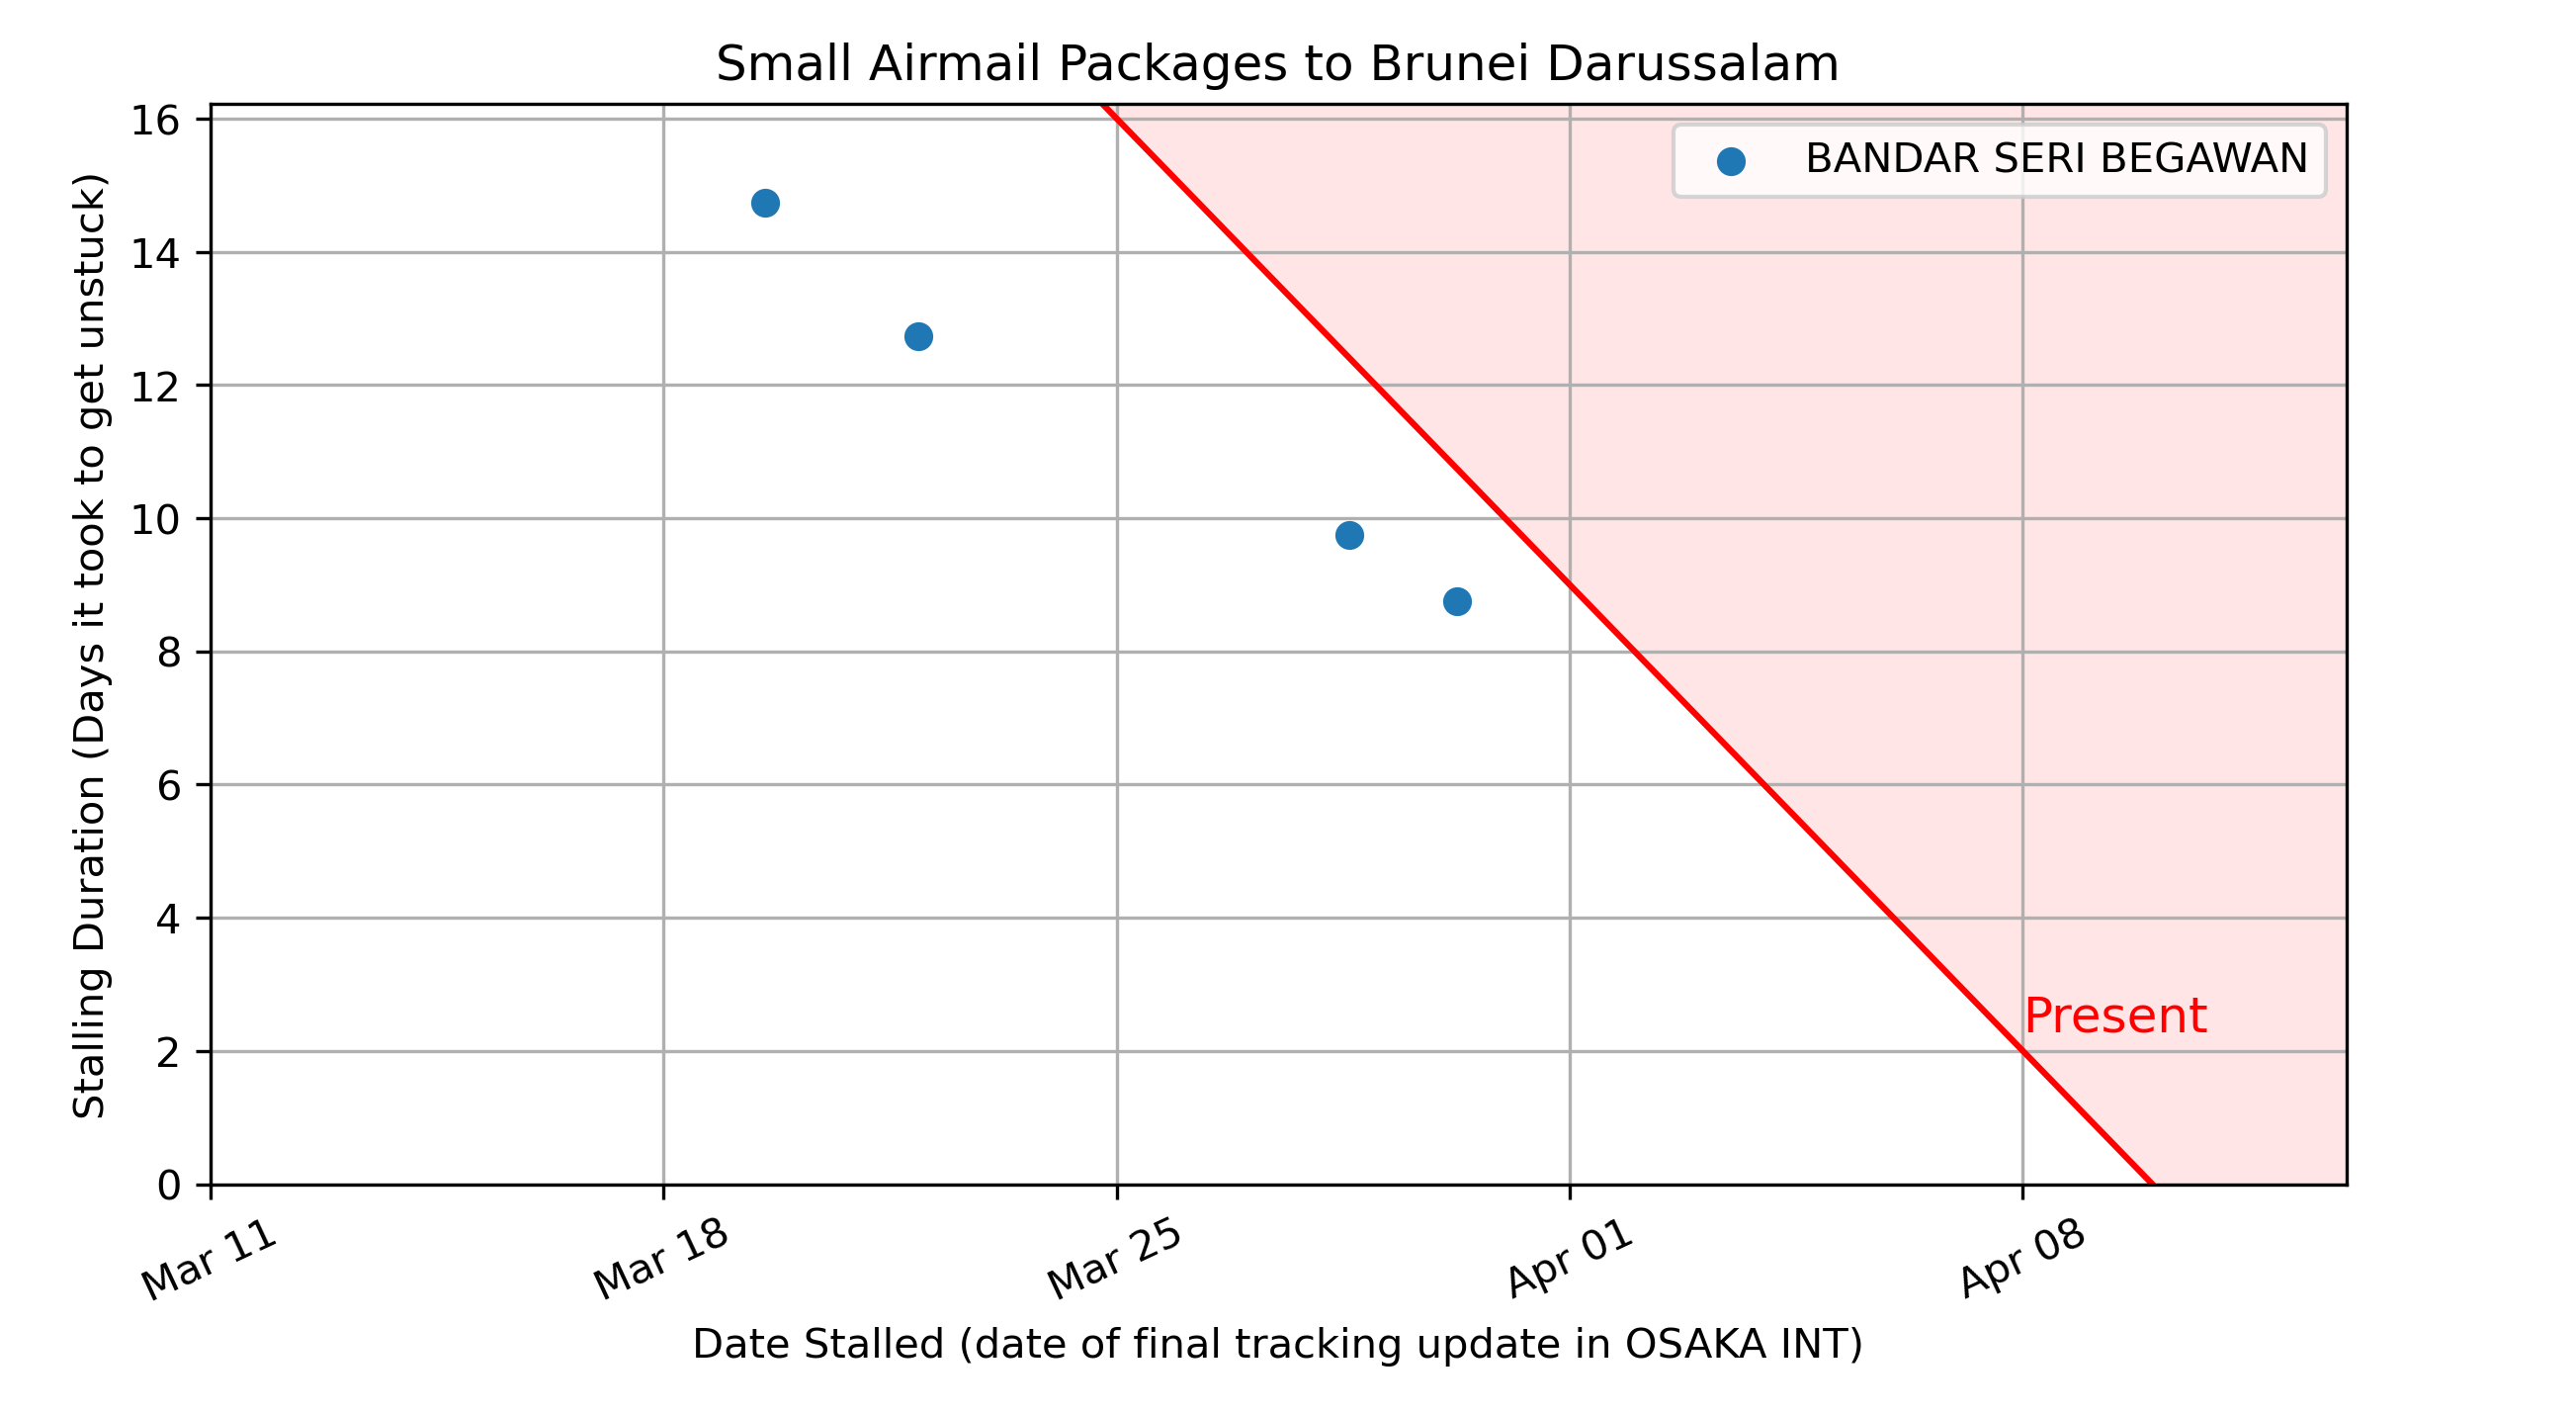 Small Airmail Packages to Brunei Darussalam
BANDAR SERI BEGAWAN
Stalling Duration (Days it took to get unstuck)
16
14
12
10
8
6
4
2
0
Present
Mar 11
Mar 18
Mar 25
Apr 01
Apr 08
Date Stalled (date of final tracking update in OSAKA INT)